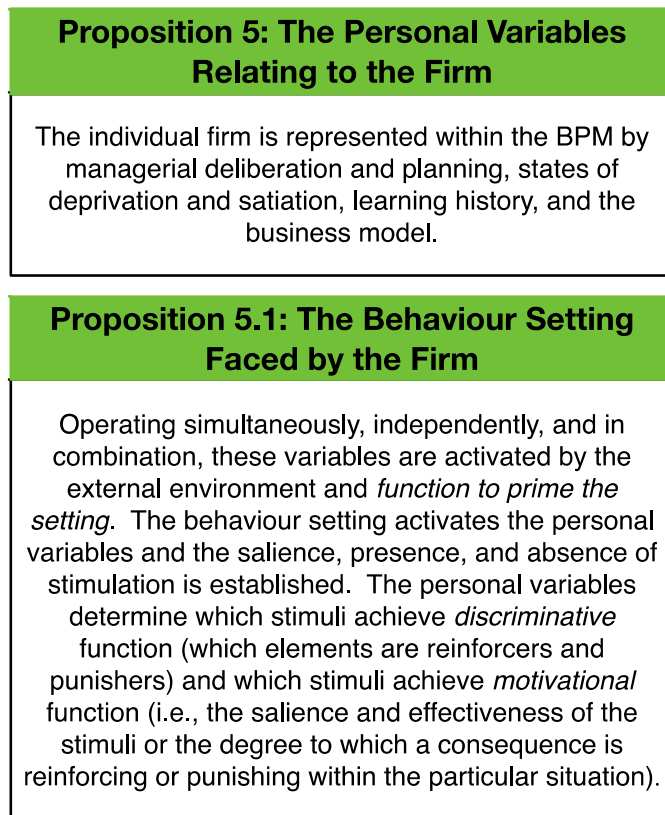 Proposition 5: The Personal Variables
Relating to the Firm
The individual firm is represented within the BPM by
managerial deliberation and planning, states of
deprivation and satiation, learning history, and the
business model.
Proposition 5.1: The Behaviour Setting
Faced by the Firm
Operating simultaneously, independently, and in
combination, these variables are activated by the
external environment and function to prime the
setting. The behaviour setting activates the personal
variables and the salience, presence, and absence of
stimulation is established. The personal variables
determine which stimuli achieve discriminative
function (which elements are reinforcers and
punishers) and which stimuli achieve motivational
function (i.e., the salience and effectiveness of the
stimuli or the degree to which a consequence is
reinforcing or punishing within the particular situation).